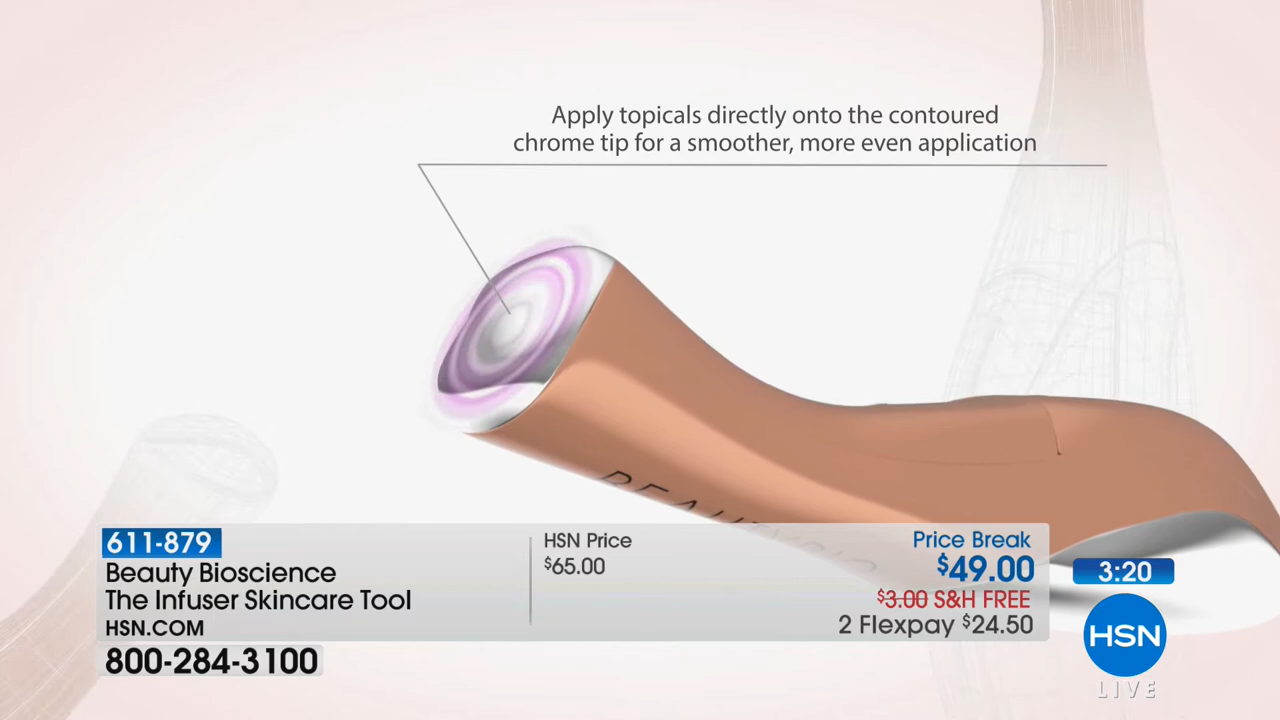 Apply topicals directly onto the contoured
chrome tip for a smoother, more even application
611-879
Beauty Bioscience
The Infuser Skincare Tool
HSN.COM
800-284-3100
HSN Price
$65.00
Price Break
$49.00
$3.00 S&H FREE
2 Flexpay $24.50
3:20
HSN
LIVE